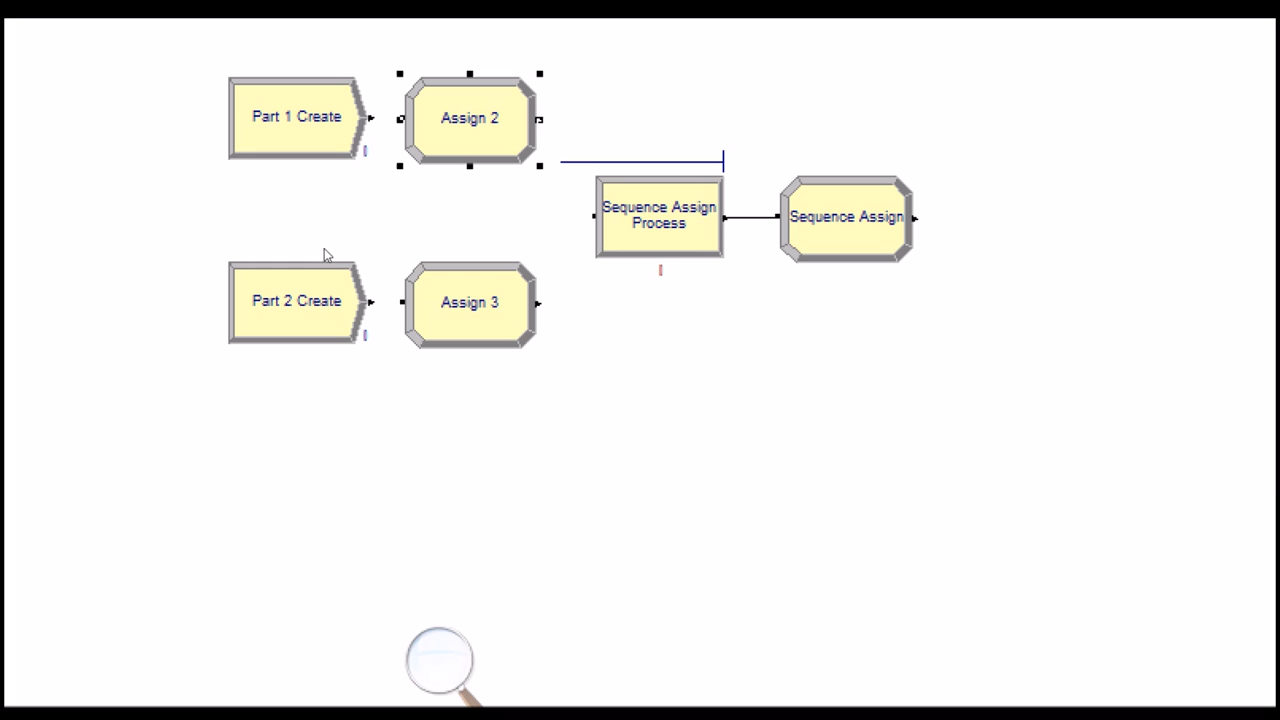 Part 1 Create
Assign 2
Sequence Assign
Process
Sequence Assign
Part 2 Create
Assign 3